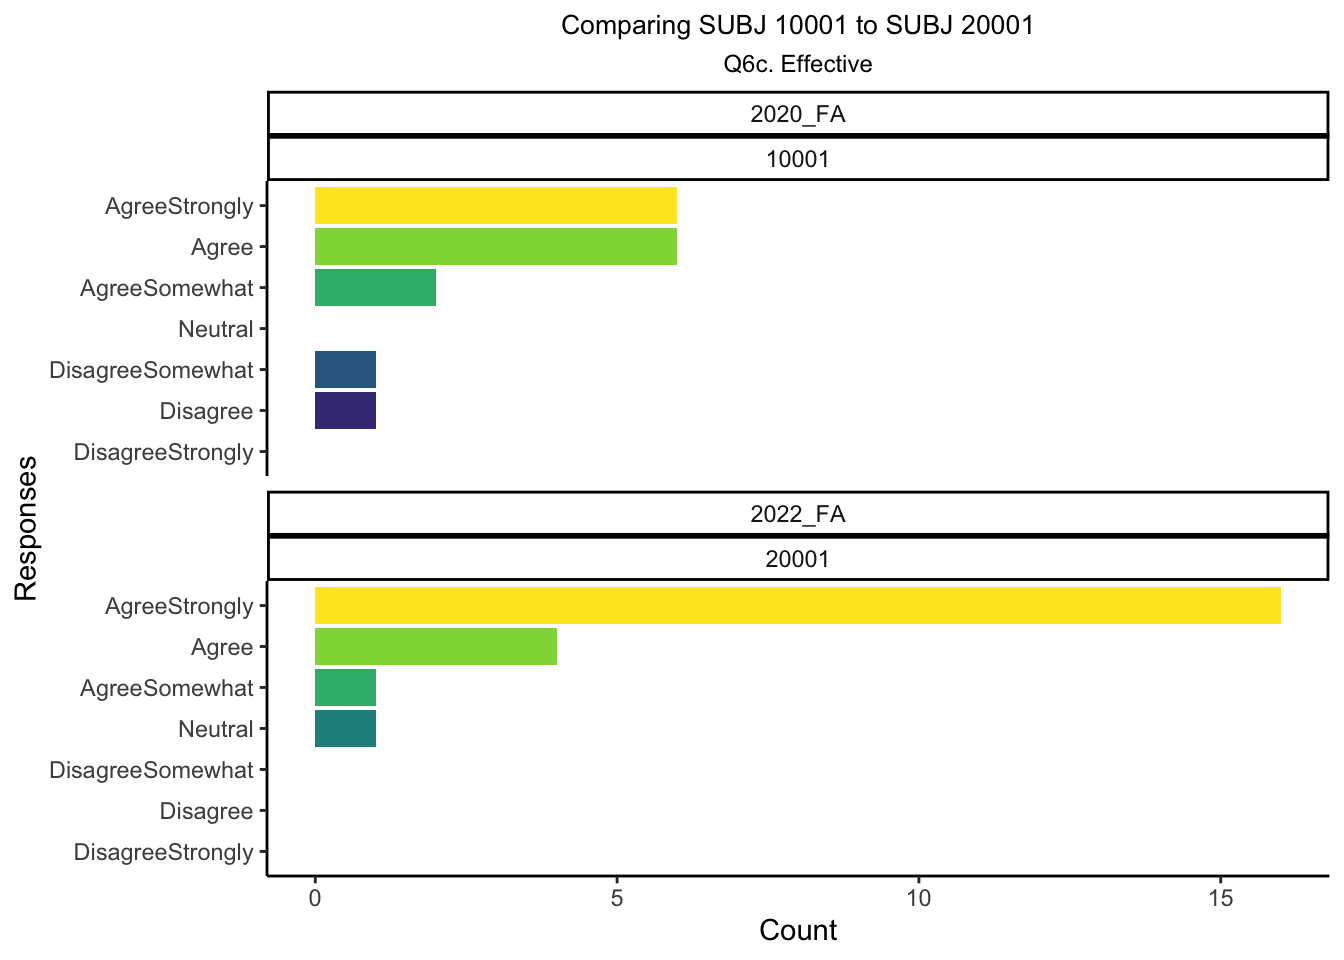 Comparing SUBJ 10001 to SUBJ 20001
Q6c. Effective
2020_FA
10001
AgreeStrongly
Agree
AgreeSomewhat
Neutral
DisagreeSomewhat
Disagree
DisagreeStrongly
Responses
2022_FA
20001
AgreeStrongly
Agree
AgreeSomewhat
Neutral
DisagreeSomewhat
Disagree
DisagreeStrongly
0 5 10 15
Count